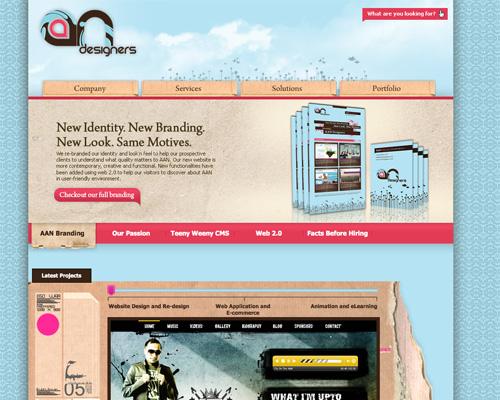 aan
designers
What are you looking for?
Company
Services
Solutions
Portfolio
New Identity. New Branding.
New Look. Same Motives.
We re-branded our identity and look n feel to help our prospective
clients to understand what quality matters to AAN. Our new website is
more contemporary, creative and functional. New functionalities have
been added using web 2.0 to help our visitors to discover about AAN
in user-friendly environment.
Checkout our full branding
AAN Branding
Our Passion
Teeny Weeny CMS
Web 2.0
Facts Before Hiring
Latest Projects
Website Design and Re-design
Web Application and
E-commerce
Animation and eLearning
HOME
MUSIC
VIDEOS
GALLERY
BIOGRAPHY
BLOG
SPONSORS
CONTACT
05
WHAT I'M UPTO